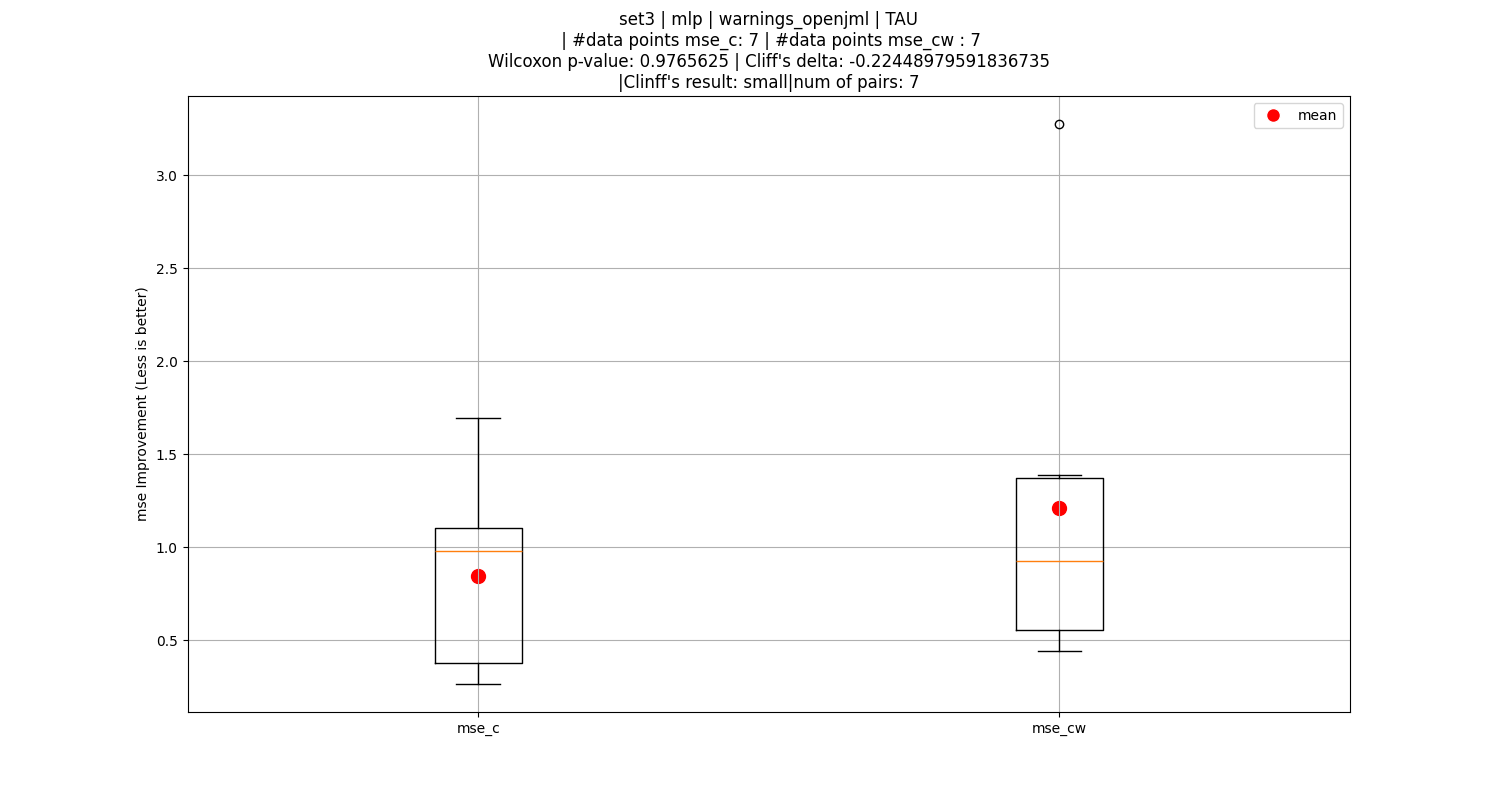 set3 | mlp | warnings_openjml | TAU
| #data points mse_c: 7 | #data points mse_cw : 7
Wilcoxon p-value: 0.9765625 | Cliff's delta: -0.22448979591836735
|Clinff's result: small|num of pairs: 7
mean
mse Improvement (Less is better)
3.0
2.5
2.0
1.5
1.0
0.5
mse_c
mse_cw